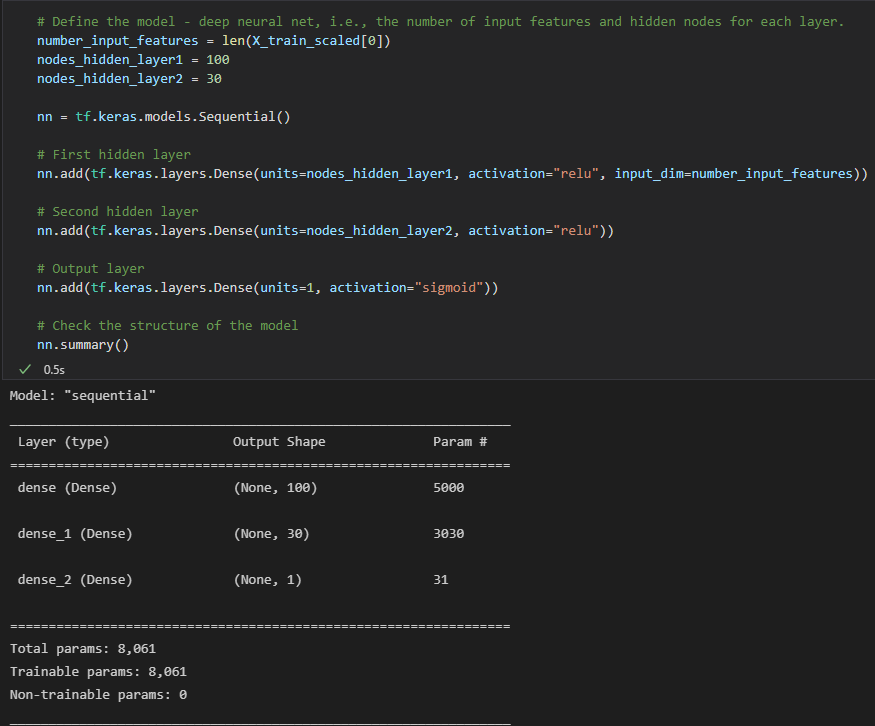 # Define the model - deep neural net, i.e., the number of input features and hidden nodes for each layer.
number_input_features = len(X_train_scaled[0])
nodes_hidden_layer1 = 100
nodes_hidden_layer2 = 30
nn = tf.keras.models.Sequential()
# First hidden layer
nn.add(tf.keras.layers.Dense(units=nodes_hidden_layer1, activation="relu", input_dim=number_input_features))
# Second hidden layer
nn.add(tf.keras.layers.Dense(units=nodes_hidden_layer2, activation="relu"))
# Output layer
nn.add(tf.keras.layers.Dense(units=1, activation="sigmoid"))
# Check the structure of the model
nn.summary()
✓ 0.5s
Model: "sequential"
Layer (type) Output Shape Param #
=================================================================
dense (Dense) (None, 100) 5000
dense_1 (Dense) (None, 30) 3030
dense_2 (Dense) (None, 1) 31
=================================================================
Total params: 8,061
Trainable params: 8,061
Non-trainable params: 0